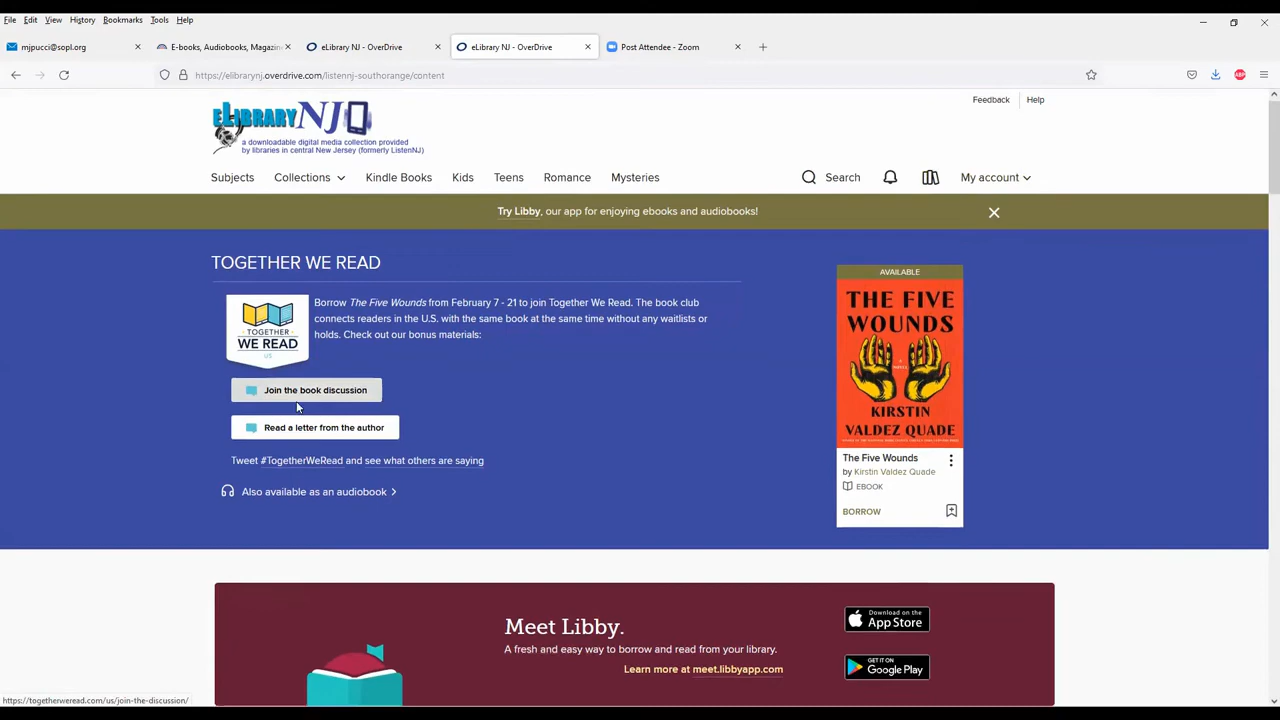 File Edit View History Bookmarks Tools Help
mjpucci@sopl.org
E-books, Audiobooks, Magazin
eLibrary NJ - OverDrive
eLibrary NJ - OverDrive
Post Attendee - Zoom
https://elibrarynj.overdrive.com/listennj-southorange/content
Feedback Help
eLIBRARYNJ
a downloadable digital media collection provided
by libraries in central New Jersey (formerly ListenNJ)
Subjects Collections Kindle Books Kids Teens Romance Mysteries Search My account
Try Libby, our app for enjoying ebooks and audiobooks!
TOGETHER WE READ
TOGETHER
WE READ
US
Borrow The Five Wounds from February 7 - 21 to join Together We Read. The book club
connects readers in the U.S. with the same book at the same time without any waitlists or
holds. Check out our bonus materials:
Join the book discussion
Read a letter from the author
Tweet #TogetherWeRead and see what others are saying
Also available as an audiobook
AVAILABLE
THE FIVE
WOUNDS
A NOVEL
KIRSTIN
VALDEZ QUADE
The Five Wounds
by Kirstin Valdez Quade
EBOOK
BORROW
Meet Libby.
A fresh and easy way to borrow and read from your library.
Learn more at meet.libbyapp.com
Download on the
App Store
GET IT ON
Google Play
https://togetherweread.com/us/join-the-discussion/
ABP